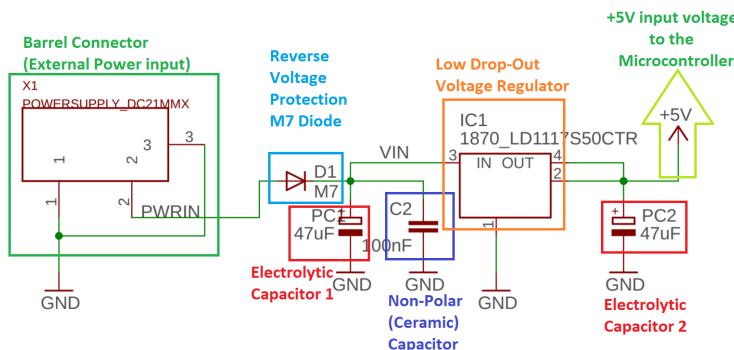 +5V input voltage
to the
Microcontroller
Barrel Connector
(External Power input)
Reverse
Voltage
Protection
M7 Diode
Low Drop-Out
Voltage Regulator
X1
POWERSUPPLY_DC21MMX
IC1
1870_LD1117S50CTR
+5V
3
3
1
2
VIN
3
IN OUT
4
2
D1
M7
1
2
PWRIN
PC1
47uF
C2
100nF
1
+
PC2
47uF
Electrolytic
Capacitor 1
GND
GND
GND
GND
GND
Non-Polar
(Ceramic)
Capacitor
Electrolytic
Capacitor 2